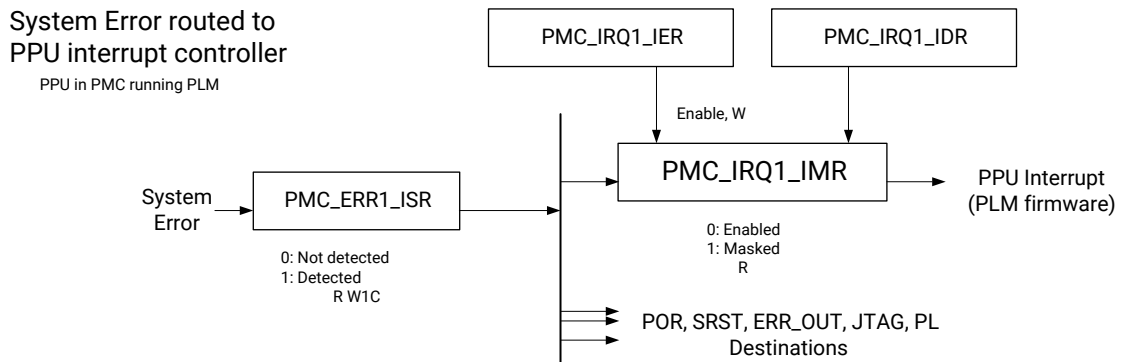 System Error routed to
PPU interrupt controller
PPU in PMC running PLM
PMC_IRQ1_IER
PMC_IRQ1_IDR
Enable, W
System
Error
PMC_ERR1_ISR
PMC_IRQ1_IMR
PPU Interrupt
(PLM firmware)
0: Not detected
1: Detected
R W1C
0: Enabled
1: Masked
R
POR, SRST, ERR_OUT, JTAG, PL
Destinations